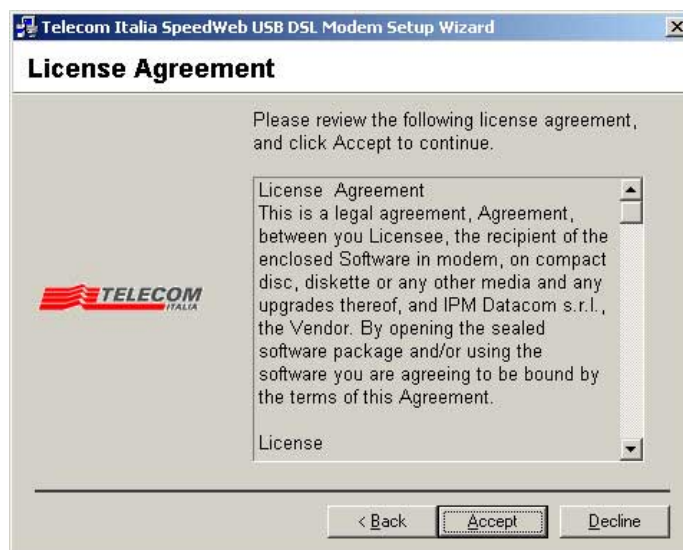 Telecom Italia SpeedWeb USB DSL Modem Setup Wizard
License Agreement
Please review the following license agreement,
and click Accept to continue.
License Agreement
This is a legal agreement, Agreement,
between you Licensee, the recipient of the
enclosed Software in modem, on compact
disc, diskette or any other media and any
upgrades thereof, and IPM Datacom s.r.l.,
the Vendor. By opening the sealed
software package and/or using the
software you are agreeing to be bound by
the terms of this Agreement.
License
TELECOM
ITALIA
< Back
Accept
Decline